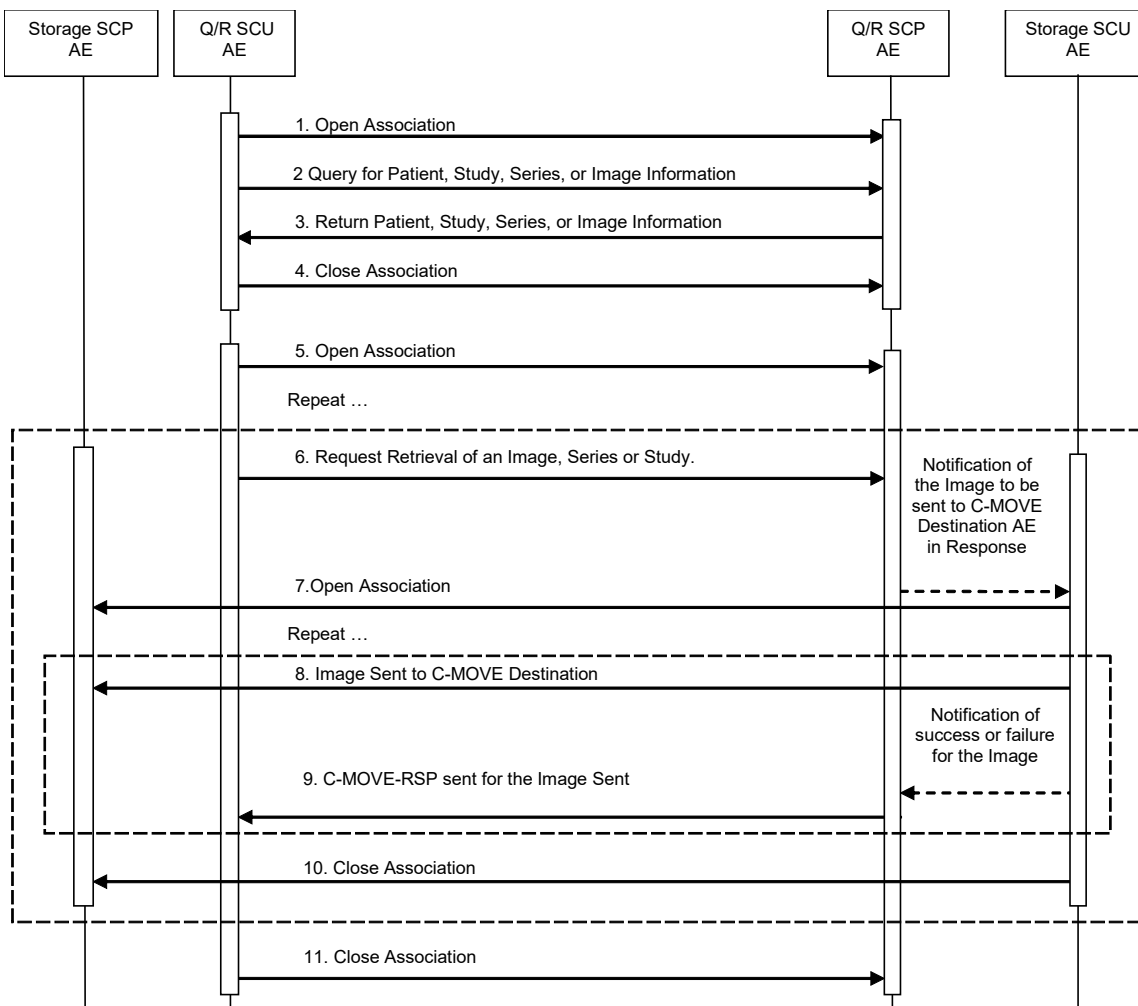 Storage SCP
AE
Q/R SCU
AE
Q/R SCP
AE
Storage SCU
AE
1. Open Association
2 Query for Patient, Study, Series, or Image Information
3. Return Patient, Study, Series, or Image Information
4. Close Association
5. Open Association
Repeat …
6. Request Retrieval of an Image, Series or Study.
Notification of
the Image to be
sent to C-MOVE
Destination AE
in Response
7.Open Association
Repeat …
8. Image Sent to C-MOVE Destination
Notification of
success or failure
for the Image
9. C-MOVE-RSP sent for the Image Sent
10. Close Association
11. Close Association